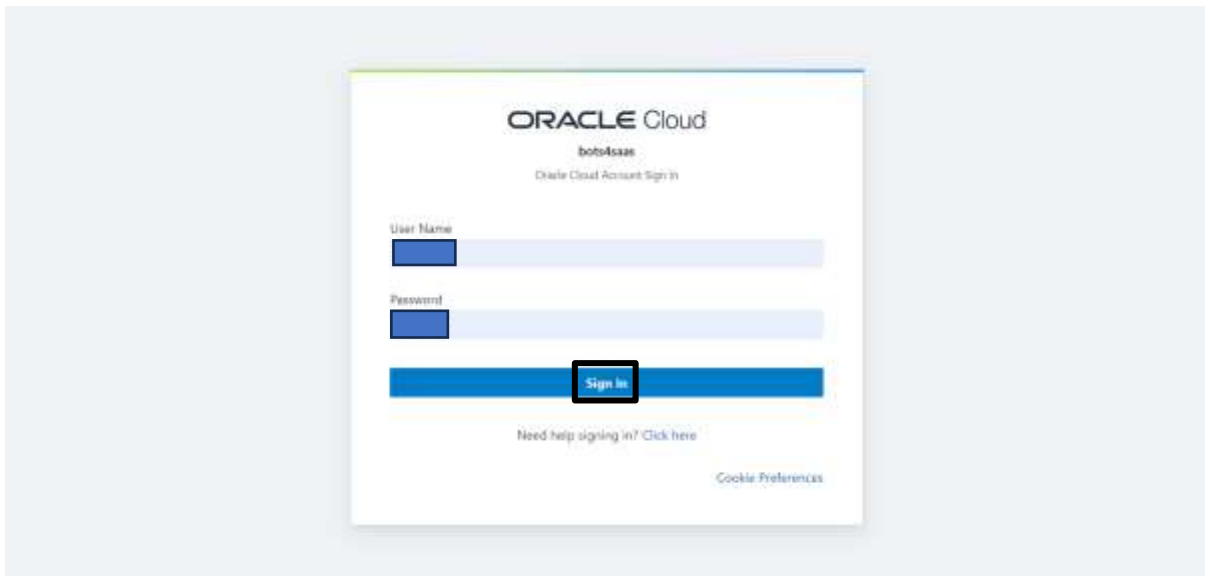 ORACLE Cloud
bots4saas
Oracle Cloud Account Sign In
User Name
Password
Sign In
Need help signing in? Click here
Cookie Preferences